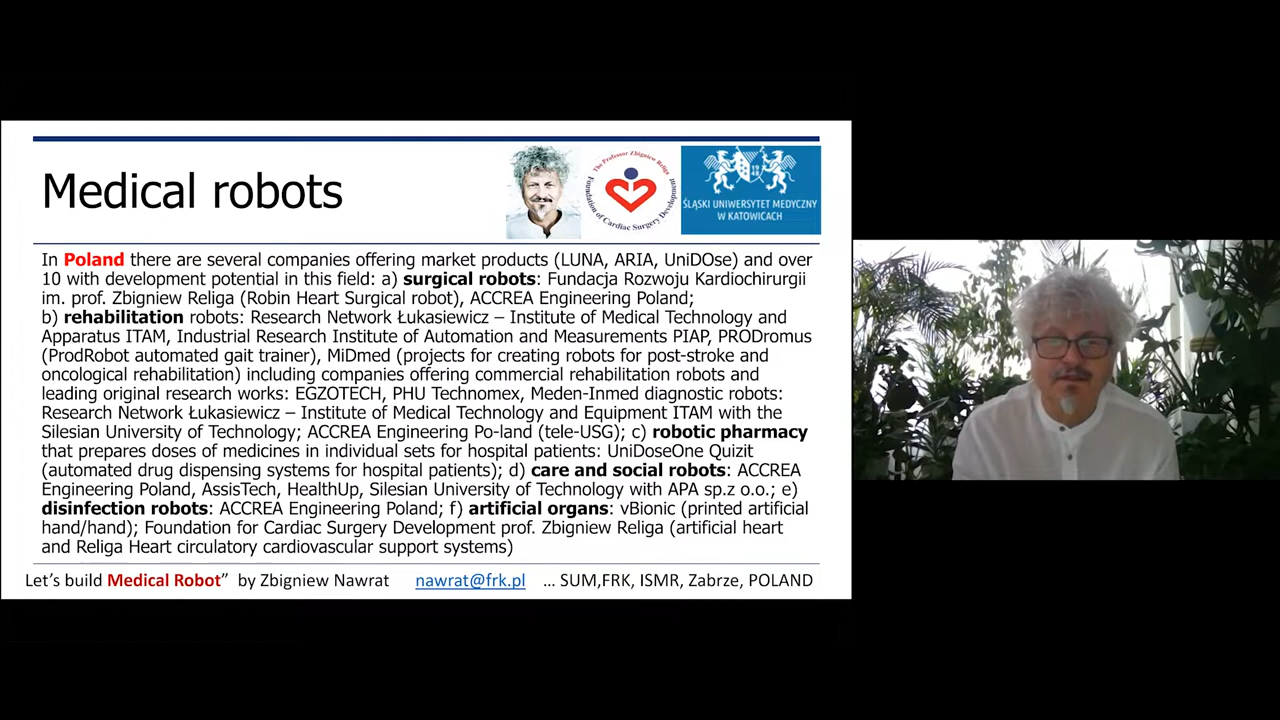 Medical robots
The Professor Zbigniew Religa
Foundation of Cardiac Surgery Development
19
48
ŚLĄSKI UNIWERSYTET MEDYCZNY
W KATOWICACH
In Poland there are several companies offering market products (LUNA, ARIA, UniDOse) and over
10 with development potential in this field: a) surgical robots: Fundacja Rozwoju Kardiochirurgii
im. prof. Zbigniew Religa (Robin Heart Surgical robot), ACCREA Engineering Poland;
b) rehabilitation robots: Research Network Łukasiewicz – Institute of Medical Technology and
Apparatus ITAM, Industrial Research Institute of Automation and Measurements PIAP, PRODromus
(ProdRobot automated gait trainer), MiDmed (projects for creating robots for post-stroke and
oncological rehabilitation) including companies offering commercial rehabilitation robots and
leading original research works: EGZOTECH, PHU Technomex, Meden-Inmed diagnostic robots:
Research Network Łukasiewicz – Institute of Medical Technology and Equipment ITAM with the
Silesian University of Technology; ACCREA Engineering Po-land (tele-USG); c) robotic pharmacy
that prepares doses of medicines in individual sets for hospital patients: UniDoseOne Quizit
(automated drug dispensing systems for hospital patients); d) care and social robots: ACCREA
Engineering Poland, AssisTech, HealthUp, Silesian University of Technology with APA sp.z o.o.; e)
disinfection robots: ACCREA Engineering Poland; f) artificial organs: vBionic (printed artificial
hand/hand); Foundation for Cardiac Surgery Development prof. Zbigniew Religa (artificial heart
and Religa Heart circulatory cardiovascular support systems)
Let’s build Medical Robot” by Zbigniew Nawrat nawrat@frk.pl ... SUM,FRK, ISMR, Zabrze, POLAND